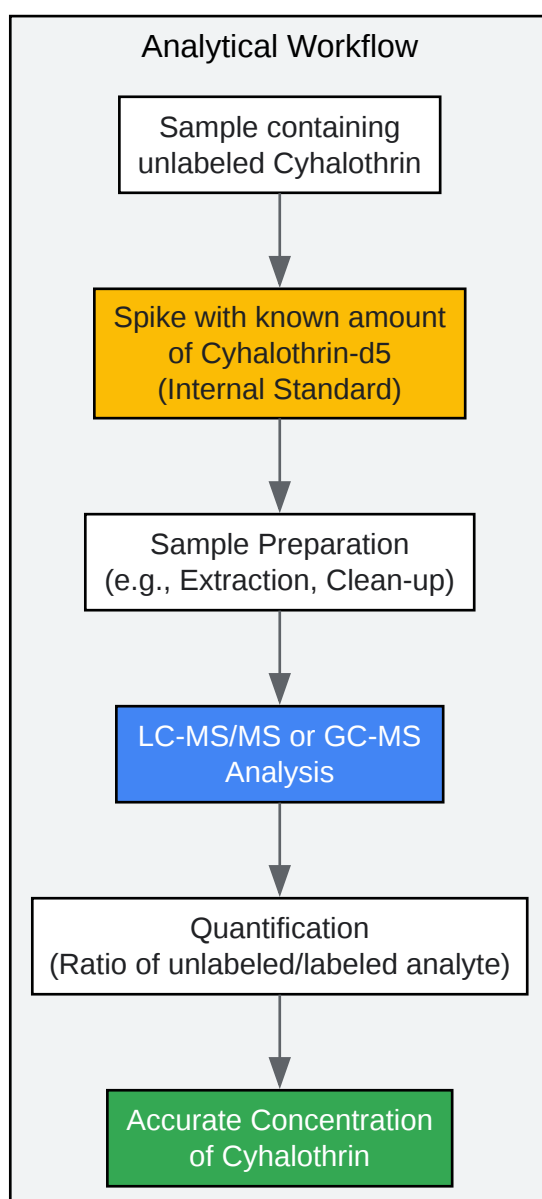 Analytical Workflow
Sample containing
unlabeled Cyhalothrin
Spike with known amount
of Cyhalothrin-d5
(Internal Standard)
Sample Preparation
(e.g., Extraction, Clean-up)
LC-MS/MS or GC-MS
Analysis
Quantification
(Ratio of unlabeled/labeled analyte)
Accurate Concentration
of Cyhalothrin